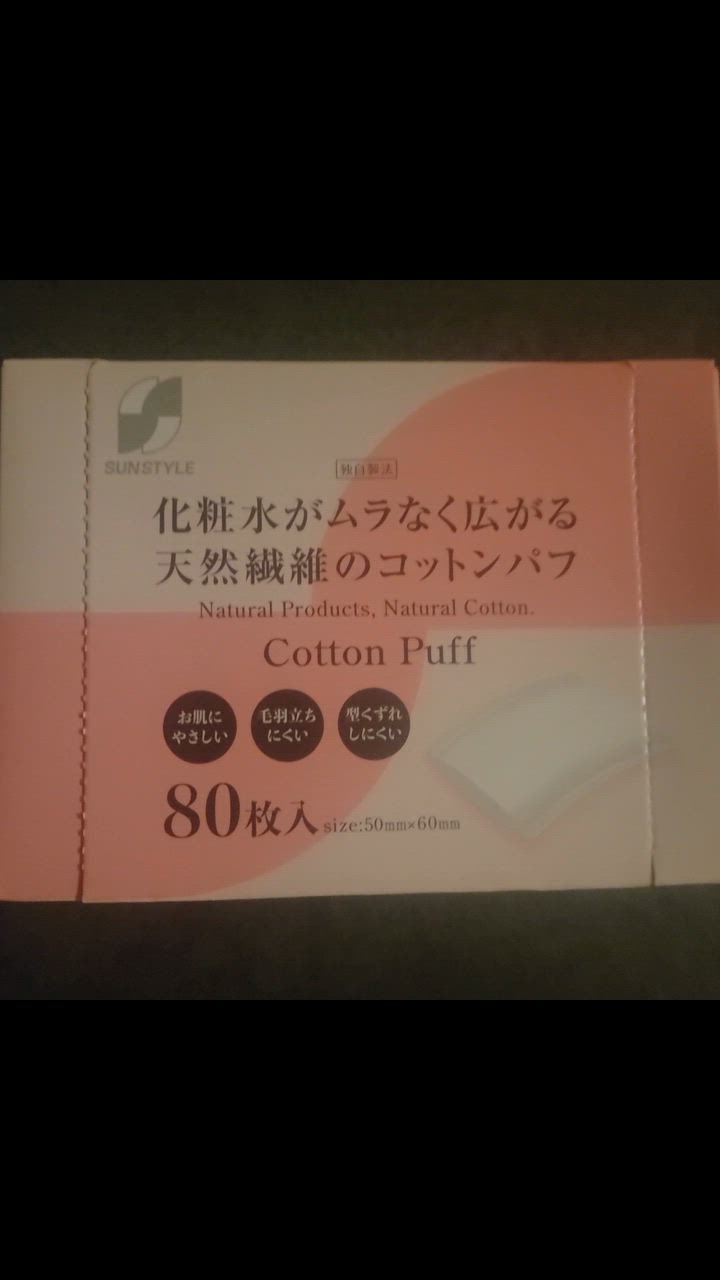 SUNSTYLE
独自製法
化粧水がムラなく広がる
天然繊維のコットンパフ
Natural Products, Natural Cotton.
Cotton Puff
お肌に
やさしい
毛羽立ち
にくい
型くずれ
しにくい
80枚入 size:50mm×60mm